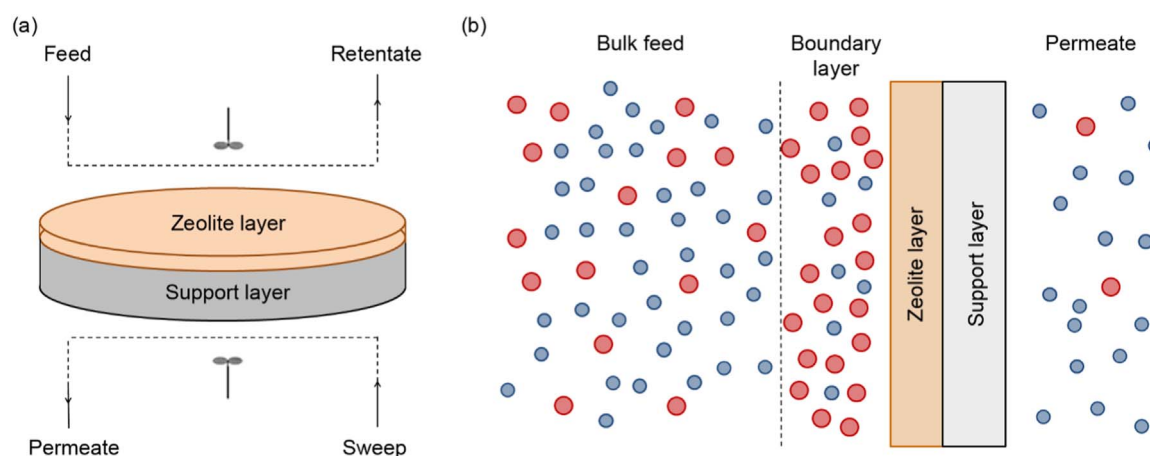 (a)
Feed
Retentate
Zeolite layer
Support layer
Permeate
Sweep
(b)
Bulk feed
Boundary
layer
Permeate
Zeolite layer
Support layer